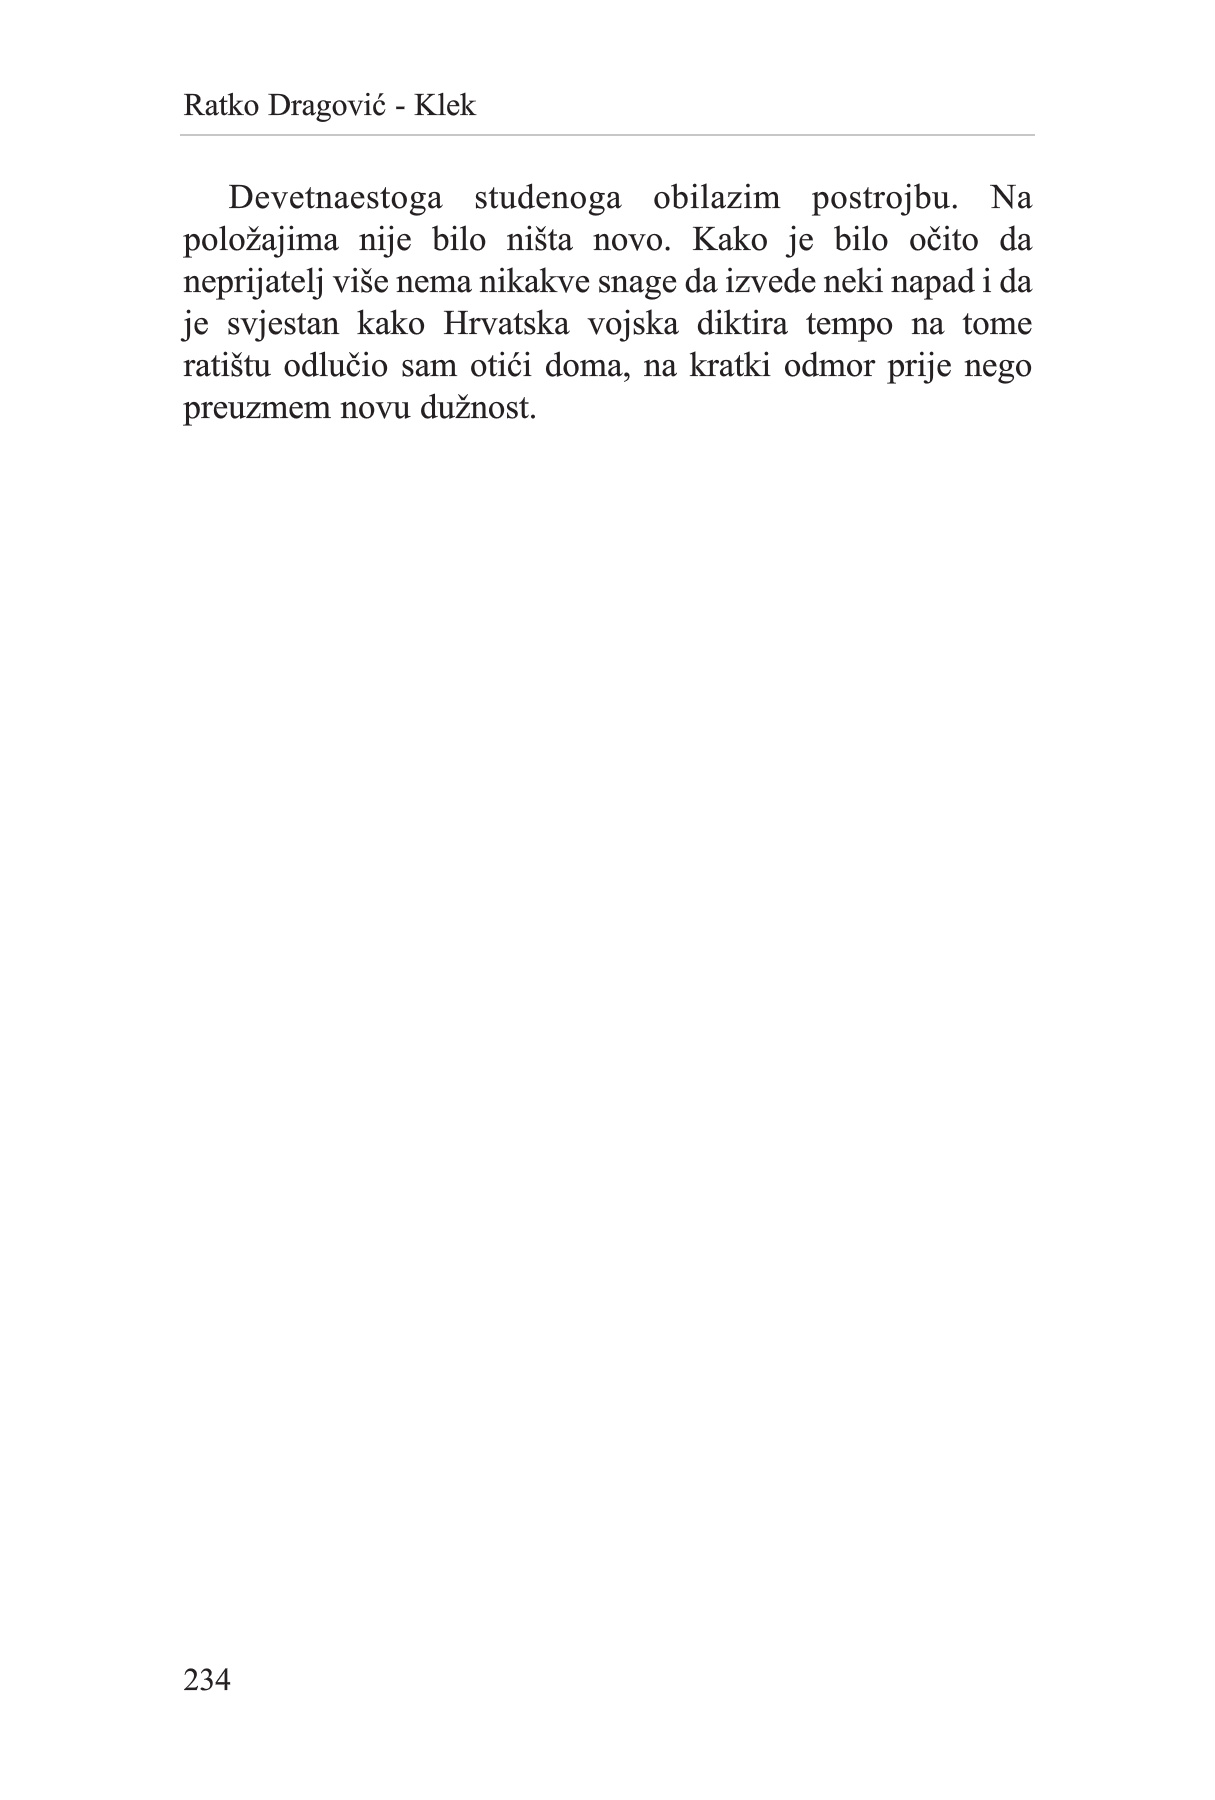 Ratko Dragović - Klek
Devetnaestoga studenoga obilazim postrojbu. Na
položajima nije bilo ništa novo. Kako je bilo očito da
neprijatelj više nema nikakve snage da izvede neki napad i da
je svjestan kako Hrvatska vojska diktira tempo na tome
ratištu odlučio sam otići doma, na kratki odmor prije nego
preuzmem novu dužnost.
234